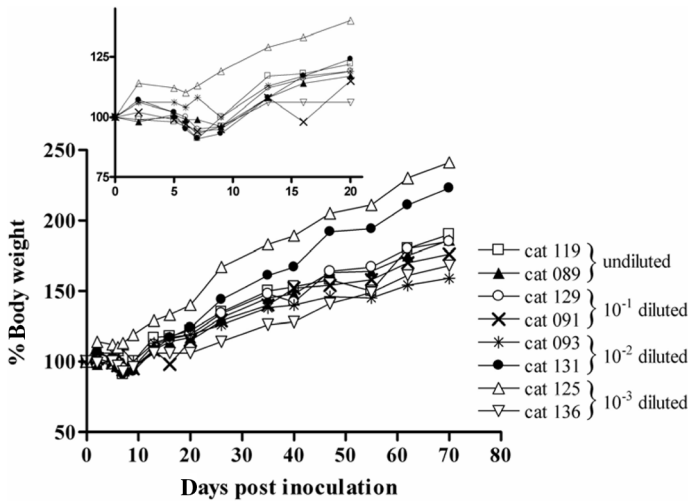 125
100
75
0
5
10
15
20
250
200
150
100
50
0
10
20
30
40
50
60
70
80
% Body weight
Days post inoculation
cat 119
cat 089
undiluted
cat 129
cat 091
10⁻¹ diluted
cat 093
cat 131
10⁻² diluted
cat 125
cat 136
10⁻³ diluted